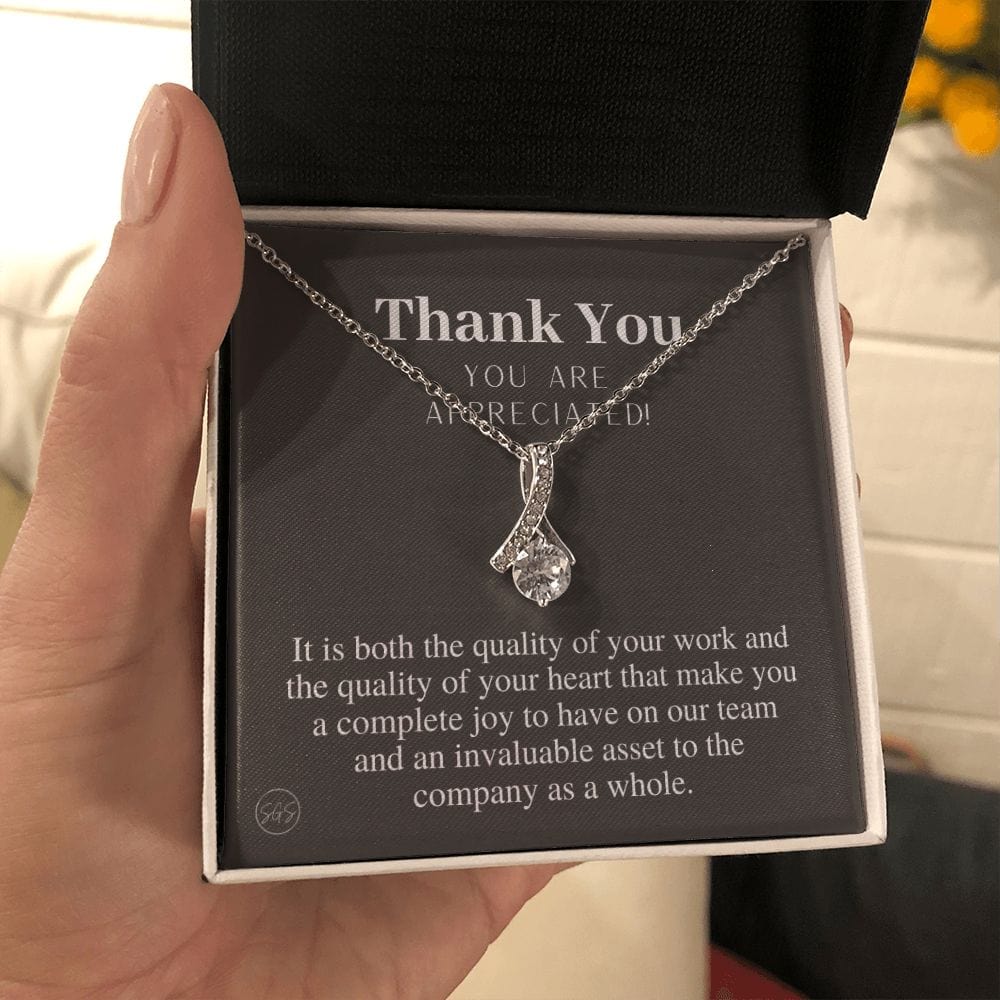 Thank You
YOU ARE
APPRECIATED!
It is both the quality of your work and
the quality of your heart that make you
a complete joy to have on our team
and an invaluable asset to the
company as a whole.
SGS